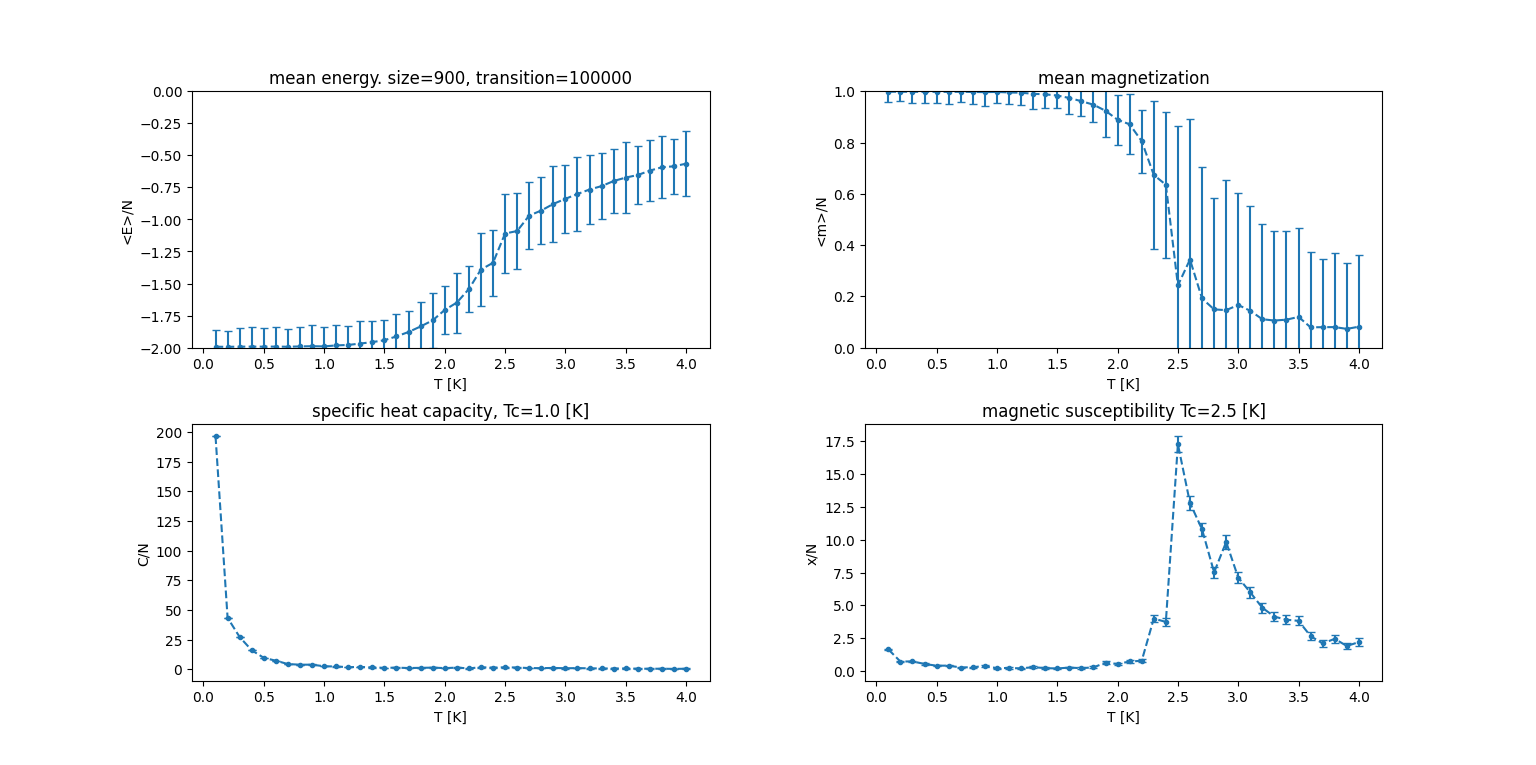 mean energy. size=900, transition=100000
0.00
−0.25
−0.50
−0.75
−1.00
−1.25
−1.50
−1.75
−2.00
<E>/N
0.0 0.5 1.0 1.5 2.0 2.5 3.0 3.5 4.0
T [K]
mean magnetization
1.0
0.8
0.6
0.4
0.2
0.0
<m>/N
0.0 0.5 1.0 1.5 2.0 2.5 3.0 3.5 4.0
T [K]
specific heat capacity, Tc=1.0 [K]
200
175
150
125
100
75
50
25
0
C/N
0.0 0.5 1.0 1.5 2.0 2.5 3.0 3.5 4.0
T [K]
magnetic susceptibility Tc=2.5 [K]
17.5
15.0
12.5
10.0
7.5
5.0
2.5
0.0
x/N
0.0 0.5 1.0 1.5 2.0 2.5 3.0 3.5 4.0
T [K]